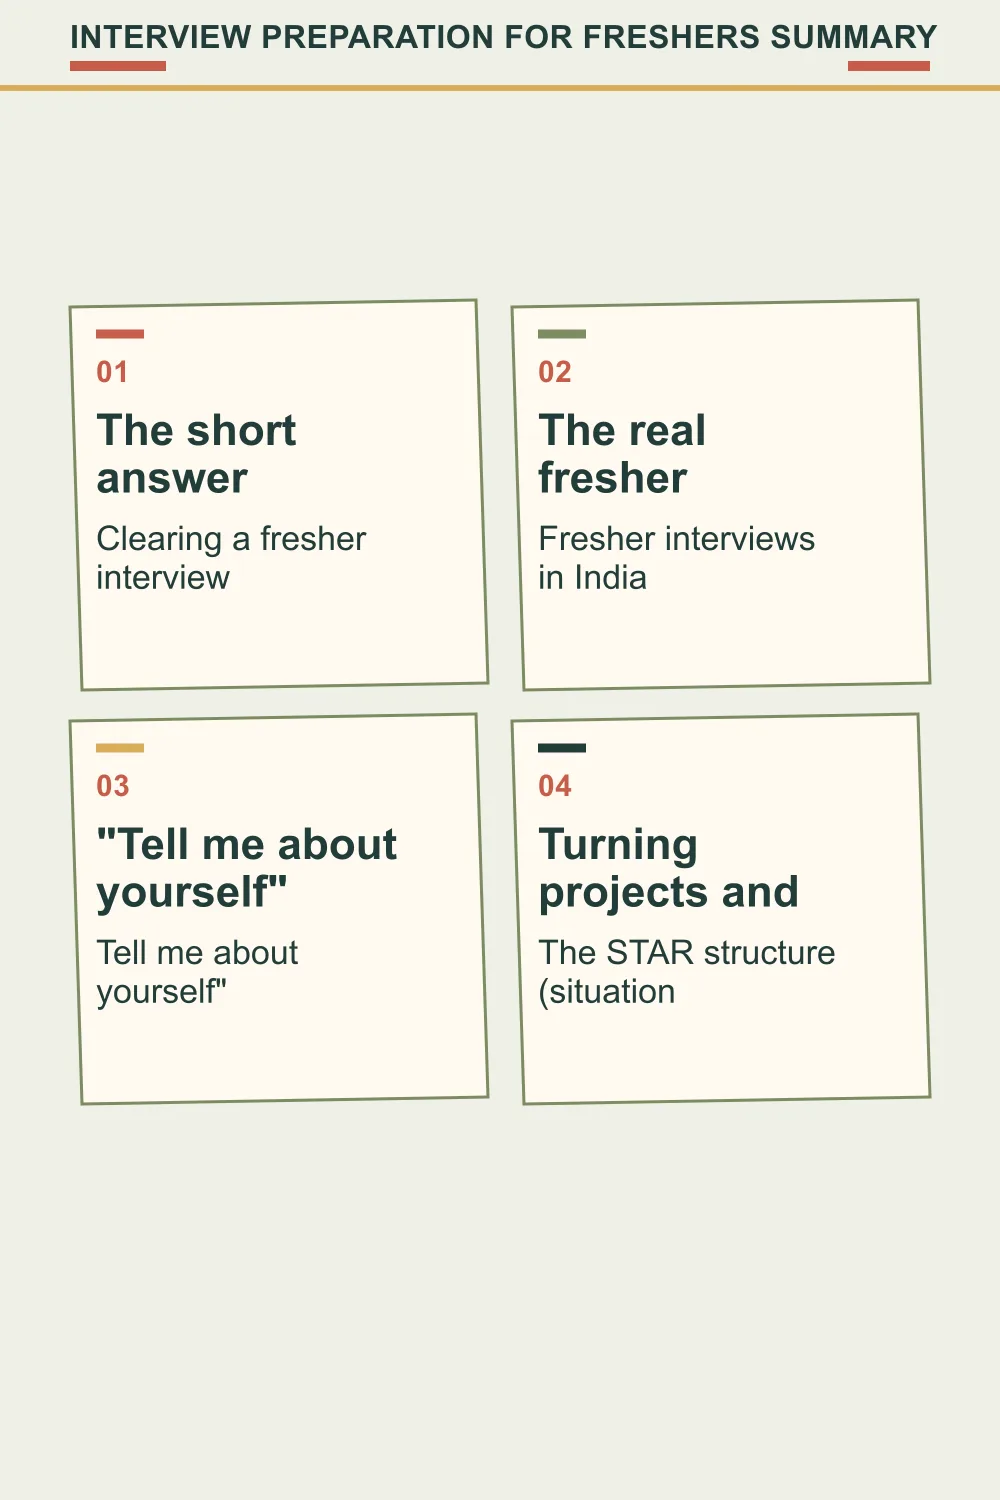 INTERVIEW PREPARATION FOR FRESHERS SUMMARY
01
The short
answer
Clearing a fresher
interview
02
The real
fresher
Fresher interviews
in India
03
"Tell me about
yourself"
Tell me about
yourself"
04
Turning
projects and
The STAR structure
(situation